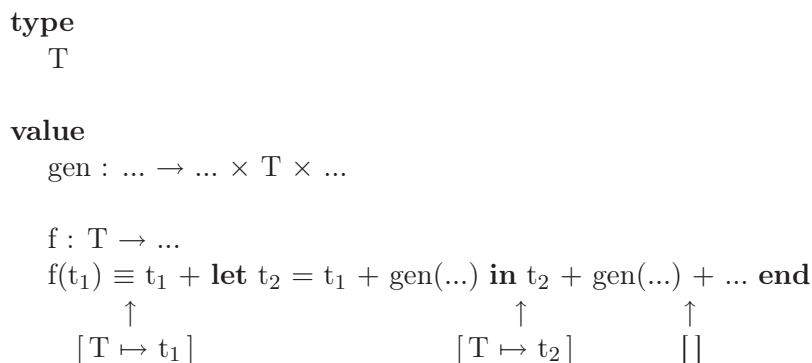 type
T
value
gen : ... → ... × T × ...
f : T → ...
f(t₁) ≡ t₁ + let t₂ = t₁ + gen(...) in t₂ + gen(...) + ... end
↑ ↑ ↑
[ T ↦ t₁ ] [ T ↦ t₂ ] []